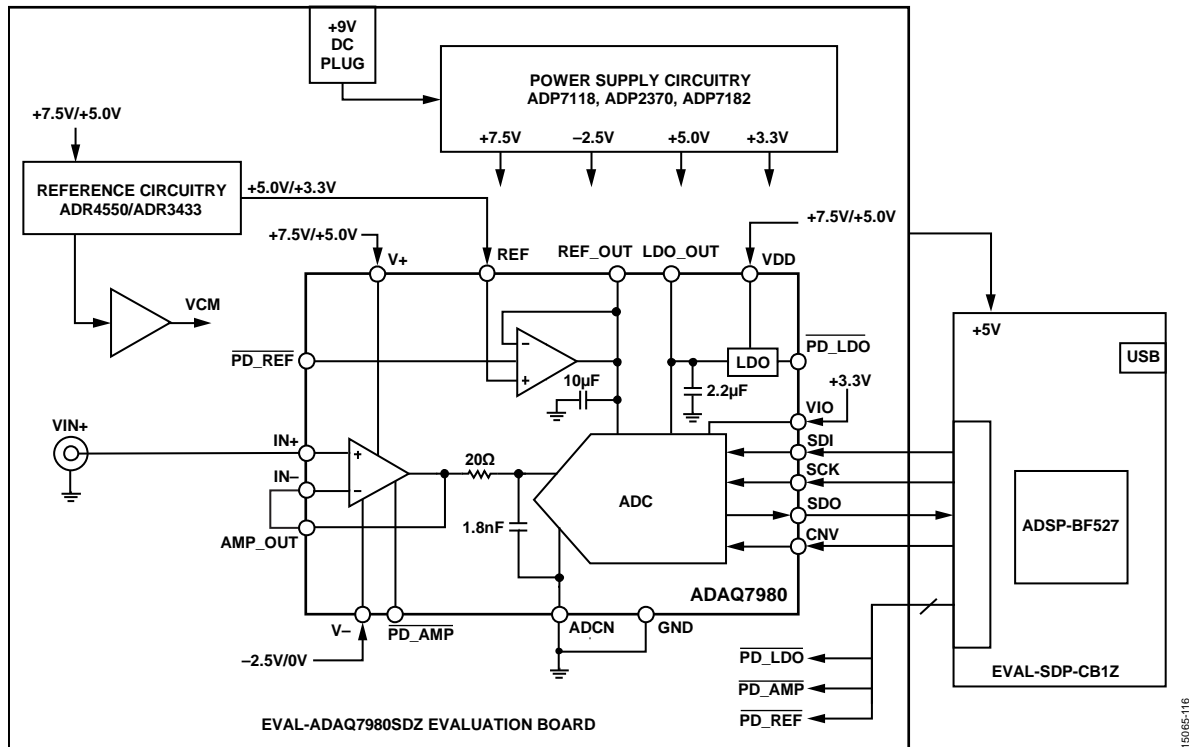 +9V
DC
PLUG
POWER SUPPLY CIRCUITRY
ADP7118, ADP2370, ADP7182
+7.5V
–2.5V
+5.0V
+3.3V
+7.5V/+5.0V
REFERENCE CIRCUITRY
ADR4550/ADR3433
+5.0V/+3.3V
+7.5V/+5.0V
+7.5V/+5.0V
V+
REF
REF_OUT
LDO_OUT
VDD
VCM
+5V
USB
PD_REF
–
+
10µF
LDO
PD_LDO
2.2µF
+3.3V
VIO
VIN+
IN+
IN–
AMP_OUT
+
–
20Ω
1.8nF
ADC
SDI
SCK
SDO
CNV
ADSP-BF527
ADAQ7980
V–
PD_AMP
ADCN
GND
–2.5V/0V
PD_LDO
PD_AMP
PD_REF
EVAL-SDP-CB1Z
EVAL-ADAQ7980SDZ EVALUATION BOARD
15065-116